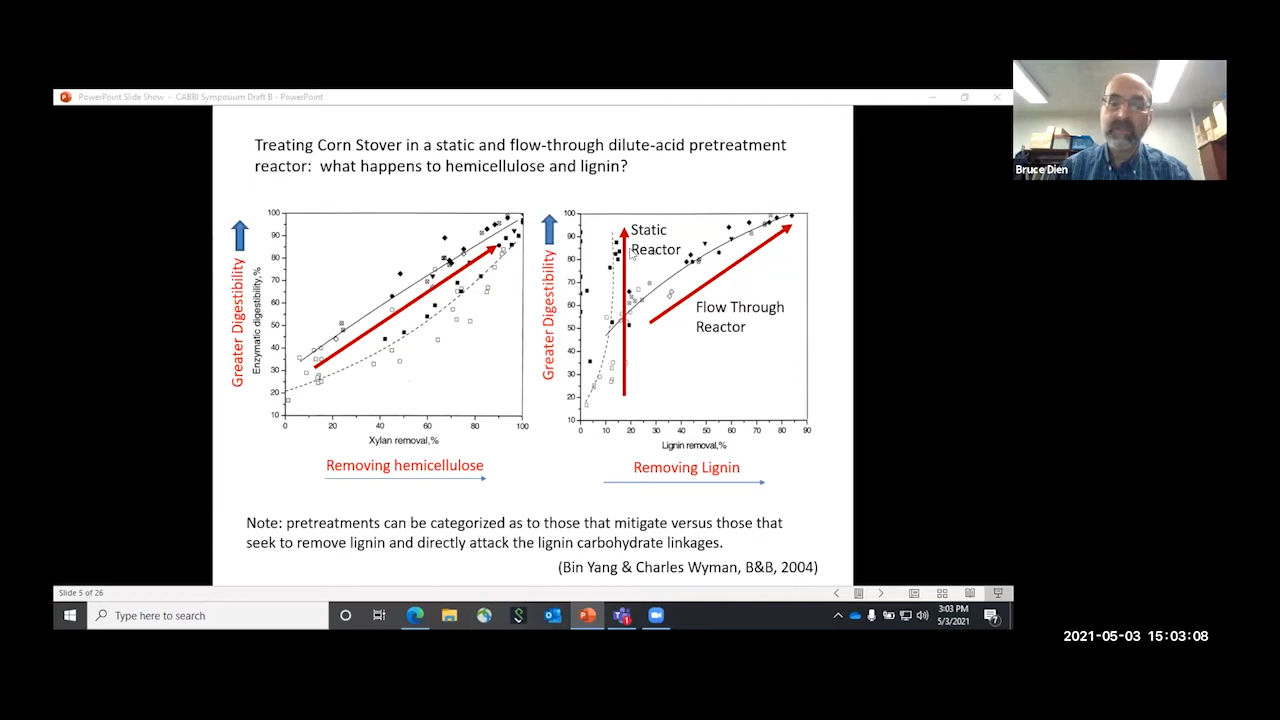 PowerPoint Slide Show - CABBI Symposium Draft B - PowerPoint
Bruce Dien
Treating Corn Stover in a static and flow-through dilute-acid pretreatment
reactor: what happens to hemicellulose and lignin?
Greater Digestibility
Enzymatic digestibility,%
100
90
80
70
60
50
40
30
20
10
0
20
40
60
80
100
Xylan removal,%
Removing hemicellulose
Greater Digestibility
100
90
80
70
60
50
40
30
20
10
0
10
20
30
40
50
60
70
80
90
Lignin removal,%
Removing Lignin
Static
Reactor
Flow Through
Reactor
Note: pretreatments can be categorized as to those that mitigate versus those that
seek to remove lignin and directly attack the lignin carbohydrate linkages.
(Bin Yang & Charles Wyman, B&B, 2004)
Slide 5 of 26
Type here to search
3:03 PM
5/3/2021
2021-05-03 15:03:08